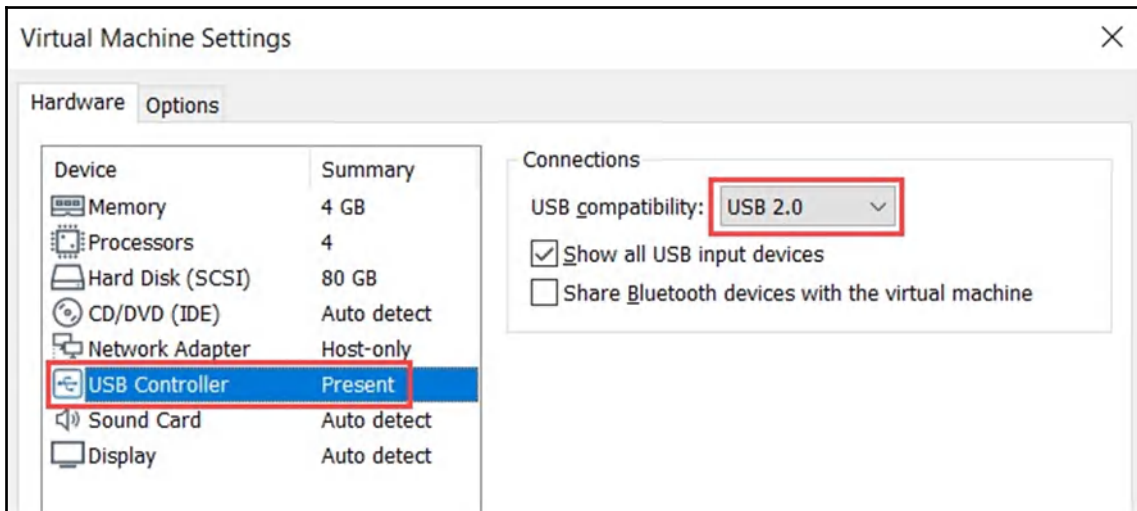 Virtual Machine Settings
Hardware Options
Device Summary
Memory 4 GB
Processors 4
Hard Disk (SCSI) 80 GB
CD/DVD (IDE) Auto detect
Network Adapter Host-only
USB Controller Present
Sound Card Auto detect
Display Auto detect
Connections
USB compatibility: USB 2.0
Show all USB input devices
Share Bluetooth devices with the virtual machine